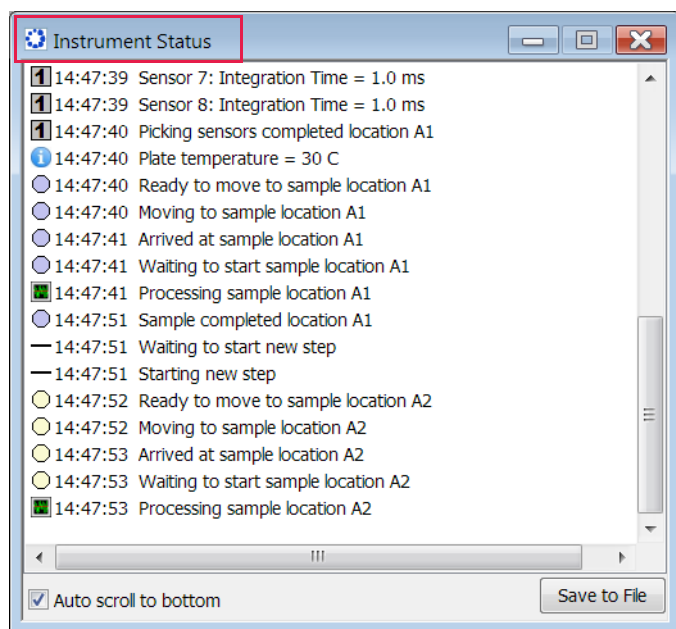 Instrument Status
1 14:47:39 Sensor 7: Integration Time = 1.0 ms
1 14:47:39 Sensor 8: Integration Time = 1.0 ms
1 14:47:40 Picking sensors completed location A1
i 14:47:40 Plate temperature = 30 C
14:47:40 Ready to move to sample location A1
14:47:40 Moving to sample location A1
14:47:41 Arrived at sample location A1
14:47:41 Waiting to start sample location A1
14:47:41 Processing sample location A1
14:47:51 Sample completed location A1
14:47:51 Waiting to start new step
14:47:51 Starting new step
14:47:52 Ready to move to sample location A2
14:47:52 Moving to sample location A2
14:47:53 Arrived at sample location A2
14:47:53 Waiting to start sample location A2
14:47:53 Processing sample location A2
Auto scroll to bottom
Save to File